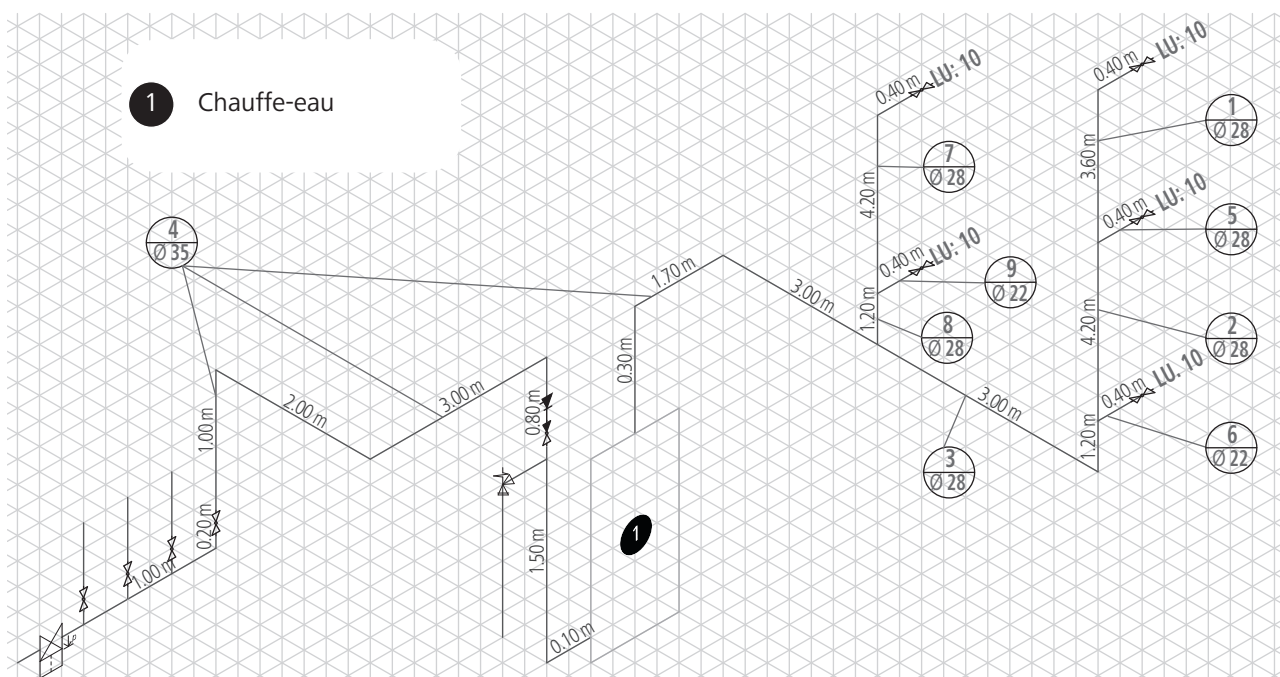 1 Chauffe-eau
0.40 m LU: 10
0.40 m LU: 10
1
Ø 28
7
Ø 28
3.60 m
4.20 m
0.40 m LU: 10
5
Ø 28
4
Ø 35
0.40 m LU: 10
9
Ø 22
1.70 m
3.00 m
1.20 m
8
Ø 28
4.20 m
2
Ø 28
0.30 m
0.40 m LU. 10
3.00 m
2.00 m
3.00 m
0.80 m
1.00 m
1.20 m
6
Ø 22
3
Ø 28
0.20 m
1.00 m
1.50 m
1
0.10 m